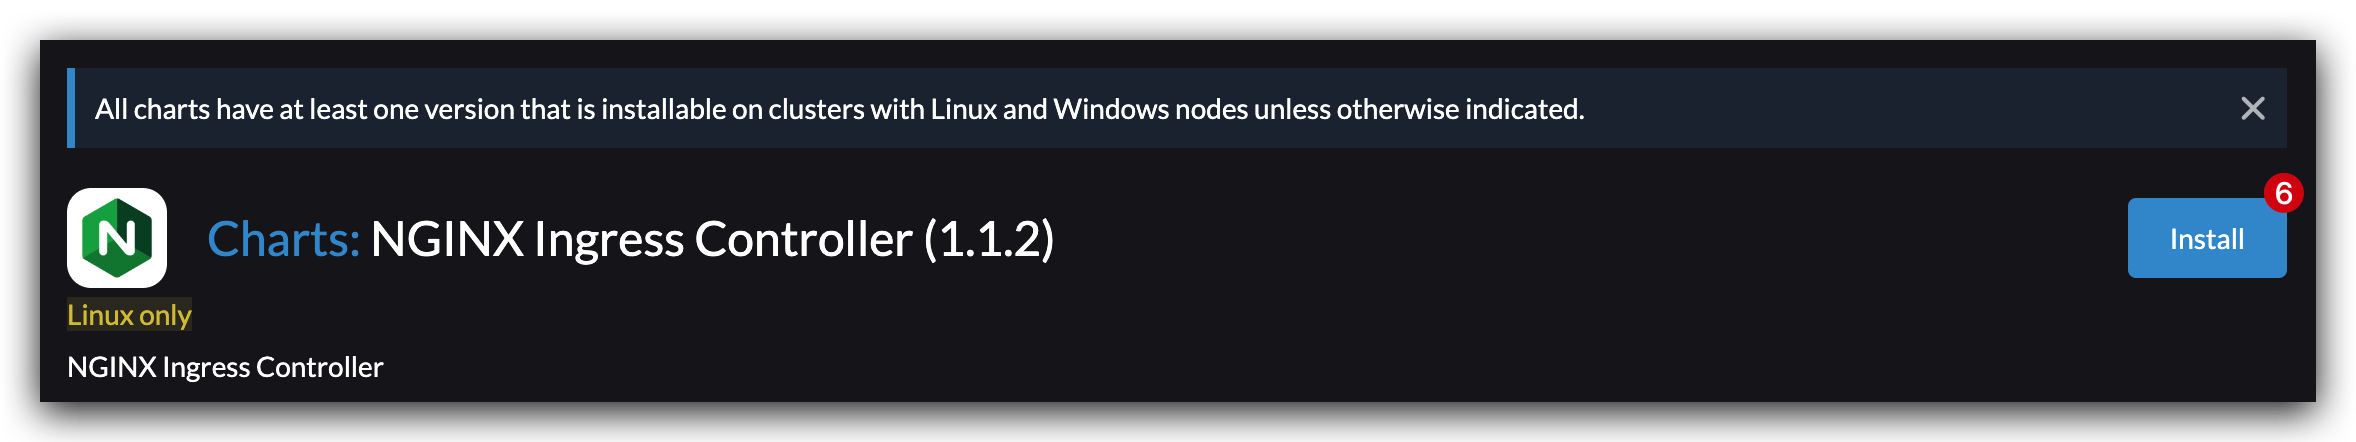 All charts have at least one version that is installable on clusters with Linux and Windows nodes unless otherwise indicated.
6
N
Charts: NGINX Ingress Controller (1.1.2)
Install
Linux only
NGINX Ingress Controller